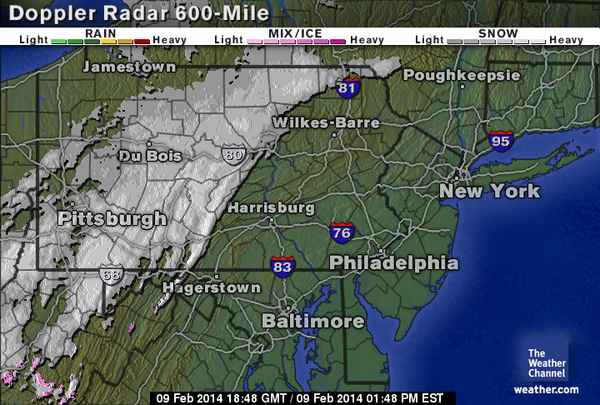 Doppler Radar 600-Mile
RAIN MIX/ICE SNOW
Light Heavy Light Heavy Light Heavy
Jamestown
Poughkeepsie
81
Wilkes-Barre
95
Du Bois
80
New York
Pittsburgh
Harrisburg
76
Philadelphia
68
83
Hagerstown
Baltimore
The
Weather
Channel
weather.com
09 Feb 2014 18:48 GMT / 09 Feb 2014 01:48 PM EST